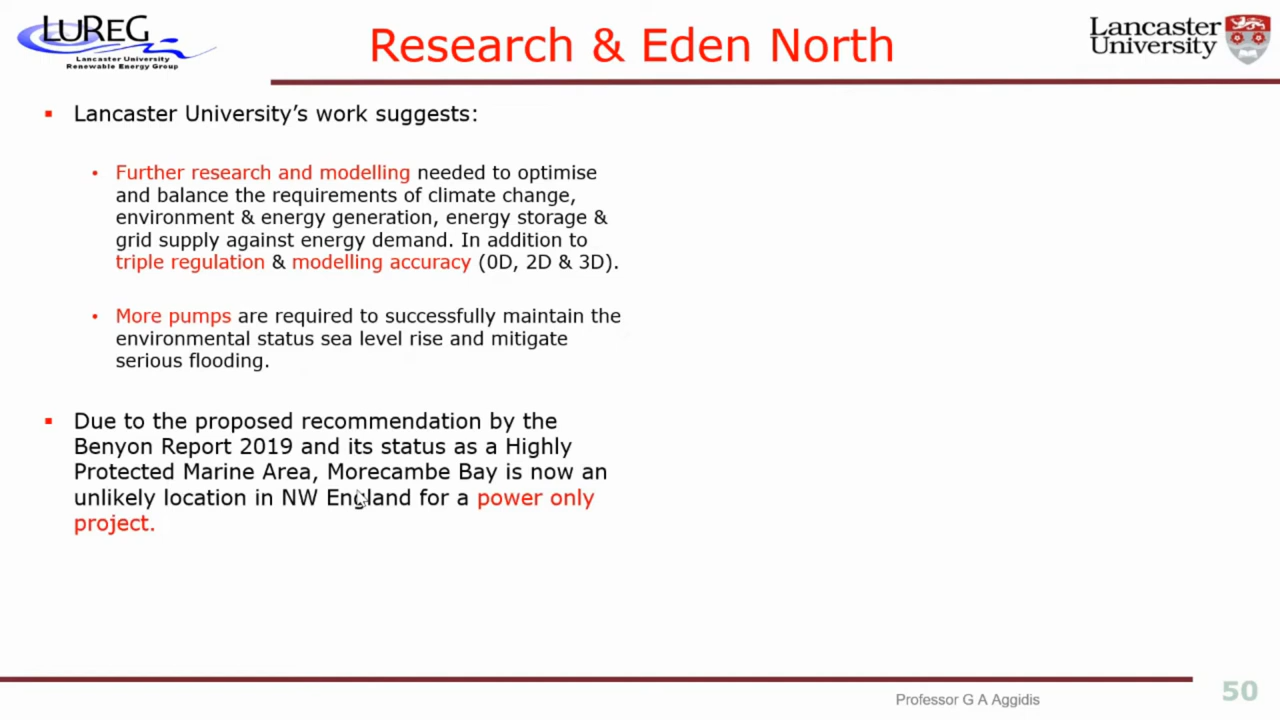 LUREG
Lancaster University
Renewable Energy Group
Research & Eden North
Lancaster
University
Lancaster University’s work suggests:
Further research and modelling needed to optimise
and balance the requirements of climate change,
environment & energy generation, energy storage &
grid supply against energy demand. In addition to
triple regulation & modelling accuracy (0D, 2D & 3D).
More pumps are required to successfully maintain the
environmental status sea level rise and mitigate
serious flooding.
Due to the proposed recommendation by the
Benyon Report 2019 and its status as a Highly
Protected Marine Area, Morecambe Bay is now an
unlikely location in NW England for a power only
project.
Professor G A Aggidis
50